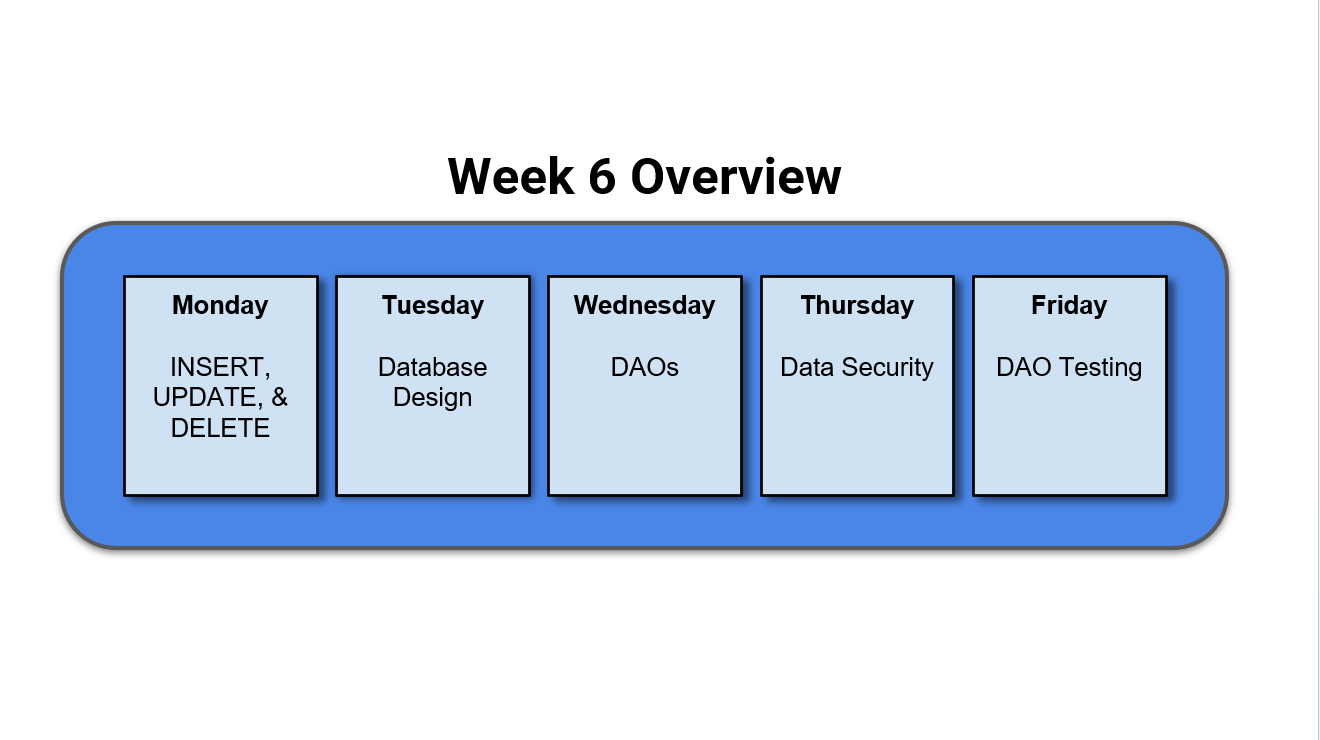 Week 6 Overview
Monday
INSERT,
UPDATE, &
DELETE
Tuesday
Database
Design
Wednesday
DAOs
Thursday
Data Security
Friday
DAO Testing